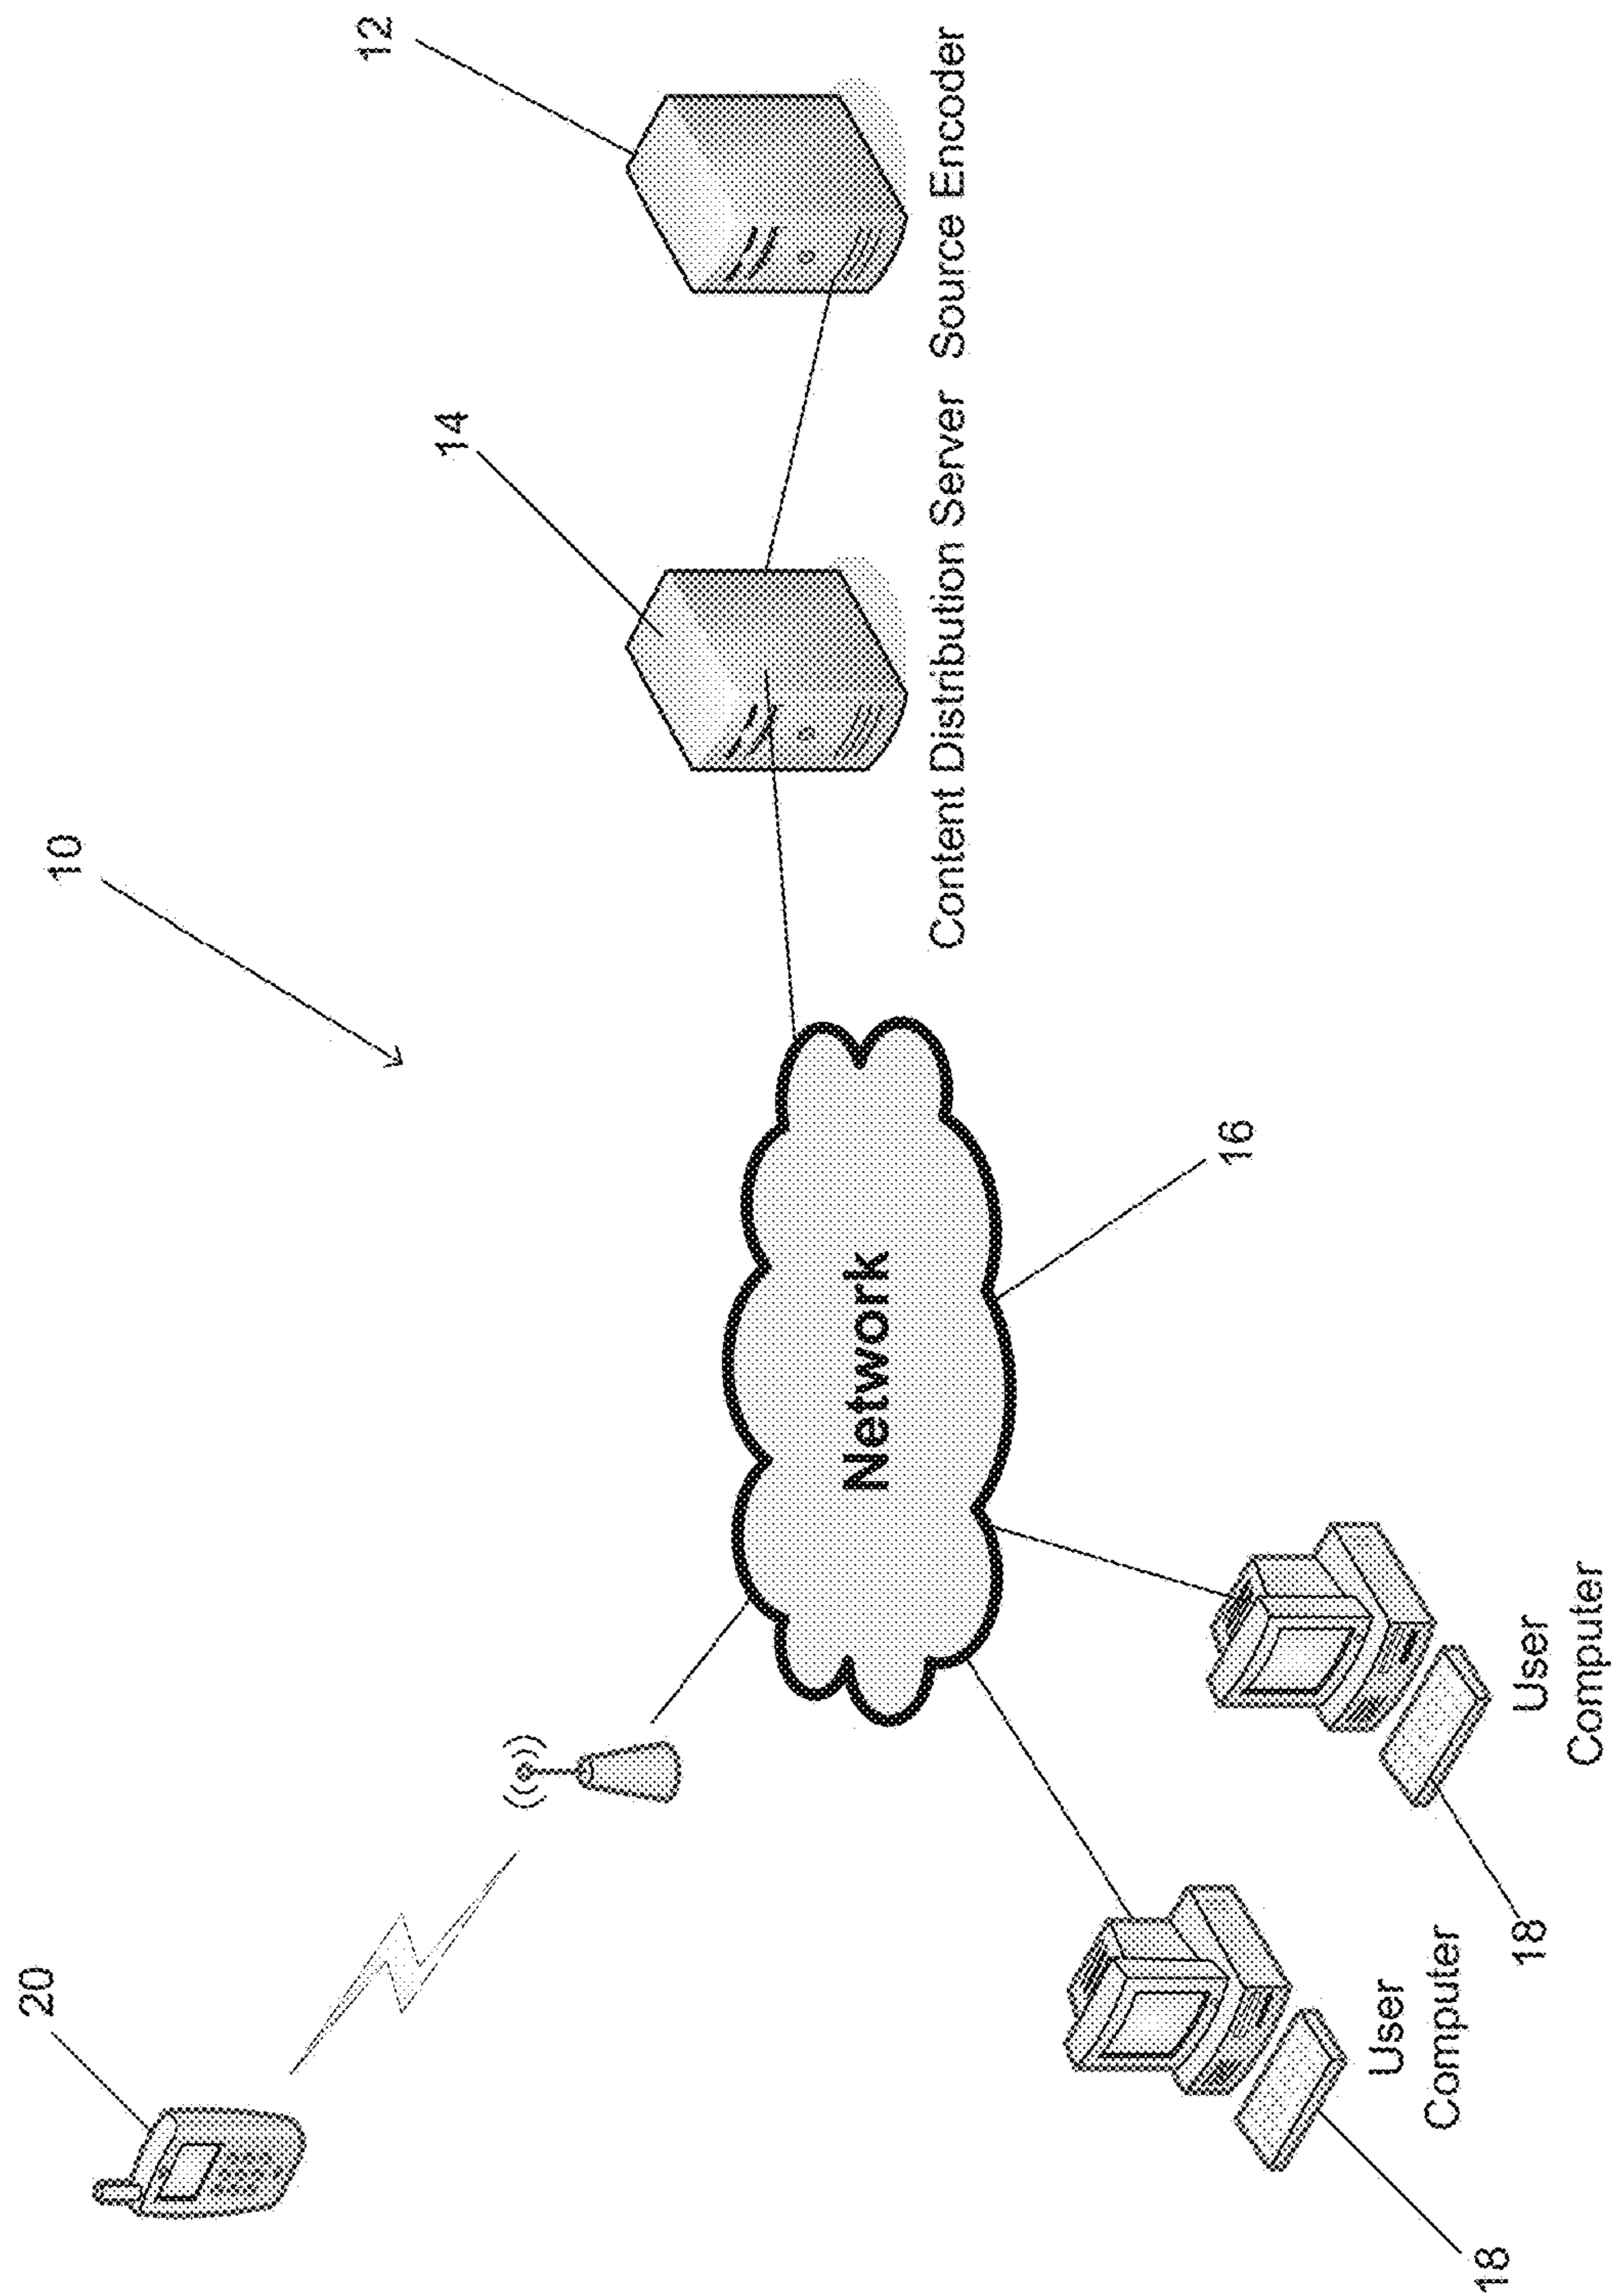 20
10
14
12
Network
Content Distribution Server
Source Encoder
16
18
User
Computer
18
User
Computer